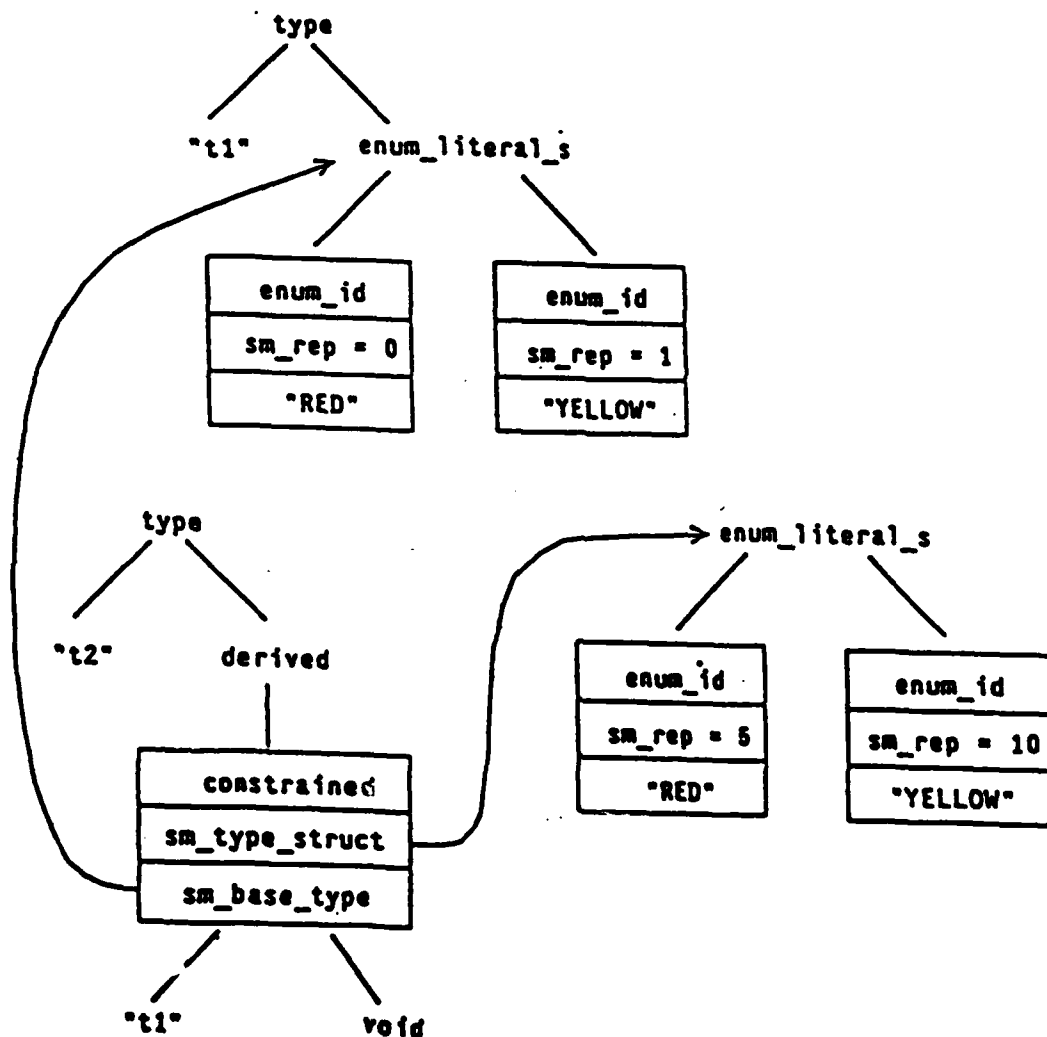 type
"t1"
enum_literal_s
enum_id
sm_rep = 0
"RED"
enum_id
sm_rep = 1
"YELLOW"
type
"t2"
derived
constrained
sm_type_struct
sm_base_type
"t1"
void
enum_literal_s
enum_id
sm_rep = 5
"RED"
enum_id
sm_rep = 10
"YELLOW"